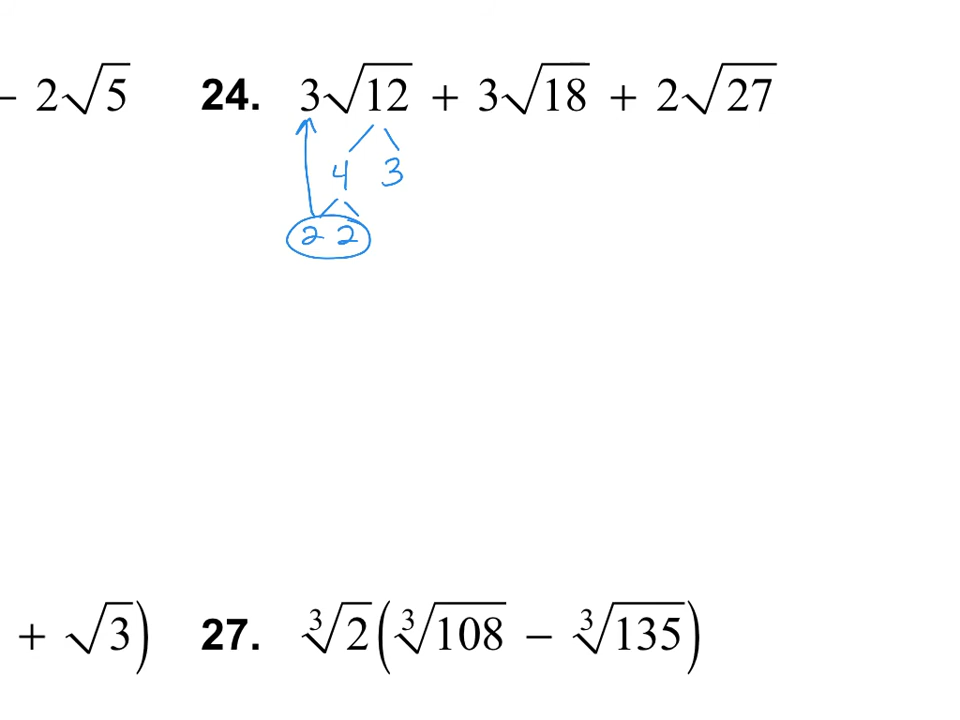 − 2√5 24. 3√12 + 3√18 + 2√27
4 3
2 2
+ √3) 27. ∛2(∛108 − ∛135)